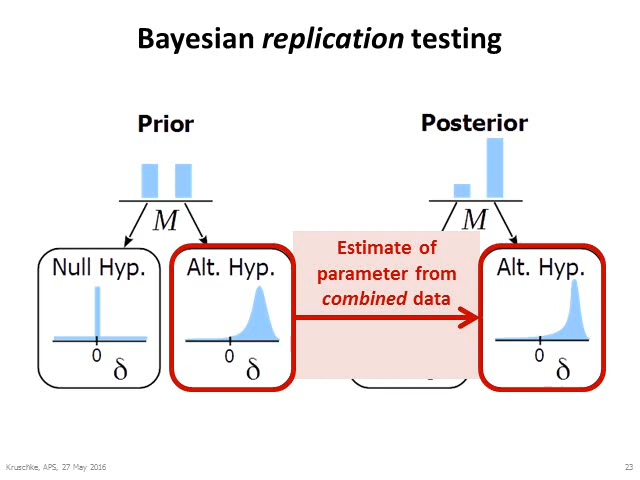 Bayesian replication testing
Prior
Posterior
M
M
Null Hyp.
Alt. Hyp.
Estimate of
parameter from
combined data
Alt. Hyp.
0
δ
0
δ
0
δ
Kruschke, APS, 27 May 2016
23